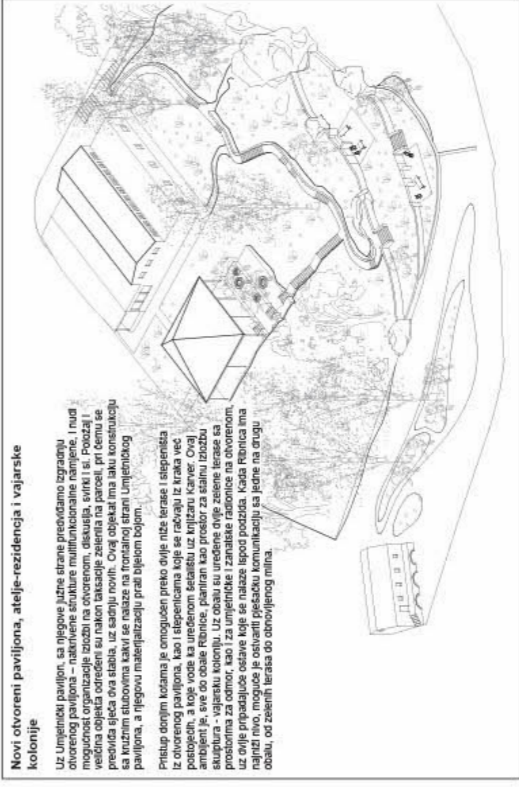 Novi otvoreni paviljona, atelje-rezidencija i vajarske
kolonije
Uz Umjetnički paviljon, sa njegove južne strane predviđamo izgradnju
otvorenog paviljona – natkrivene strukture multifunkcionalne namjene, i nudi
mogućnost organizacije izložbi na otvorenom, diskusija, svirki i sl. Položaj i
veličina objekta određeni su nakon taksacije zelenila na parceli, pri čemu se
predviđa sječa dva stabla, uz sadnju novih. Ovaj objekat ima laku konstrukciju
sa kružnim stubovima kakvi se nalaze na frontalnoj strani Umjetničkog
paviljona, a njegovu materijalizaciju prati bijelom bojom.
Pristup donjim kotama je omogućen preko dvije niže terase i stepeništa
iz otvorenog paviljona, kao i stepenicama koje se račvaju iz kraka već
postojećih, a koje vode ka uređenom šetalištu uz knjižaru Karver. Ovaj
ambijent je, sve do obale Ribnice, planiran kao prostor za stalnu izložbu
skulptura - vajarsku koloniju. Uz obalu su uređene dvije zelene terase sa
prostorima za odmor, kao i za umjetničke i zanatske radionice na otvorenom,
uz dvije pripadajuće ostave koje se nalaze ispod podzida. Kada Ribnica ima
najniži nivo, moguće je ostvariti pješačku komunikaciju sa jedne na drugu
obalu, od zelenih terasa do obnovljenog mlina.